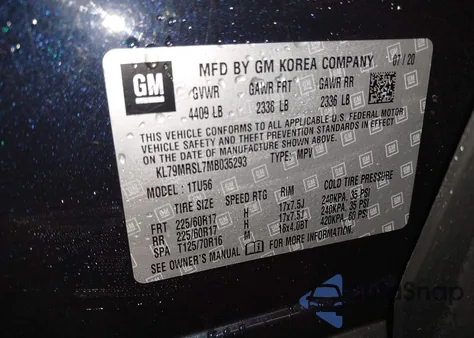 GM
MFD BY GM KOREA COMPANY 07/20
GVWR GAWR FRT GAWR RR
4409 LB 2336 LB 2336 LB
THIS VEHICLE CONFORMS TO ALL APPLICABLE U.S. FEDERAL MOTOR
VEHICLE SAFETY AND THEFT PREVENTION STANDARDS IN EFFECT
ON THE DATE OF MANUFACTURE SHOWN ABOVE.
KL79MRSL7MB035293 TYPE: MPV
MODEL: 1TU56
TIRE SIZE SPEED RTG RIM COLD TIRE PRESSURE
FRT 225/60R17 H 17x7.5J 240KPA, 35 PSI
RR 225/60R17 H 17x7.5J 240KPA, 35 PSI
SPA T125/70R16 M 16x4.0BT 420KPA, 60 PSI
SEE OWNER'S MANUAL FOR MORE INFORMATION.
AutoSnap